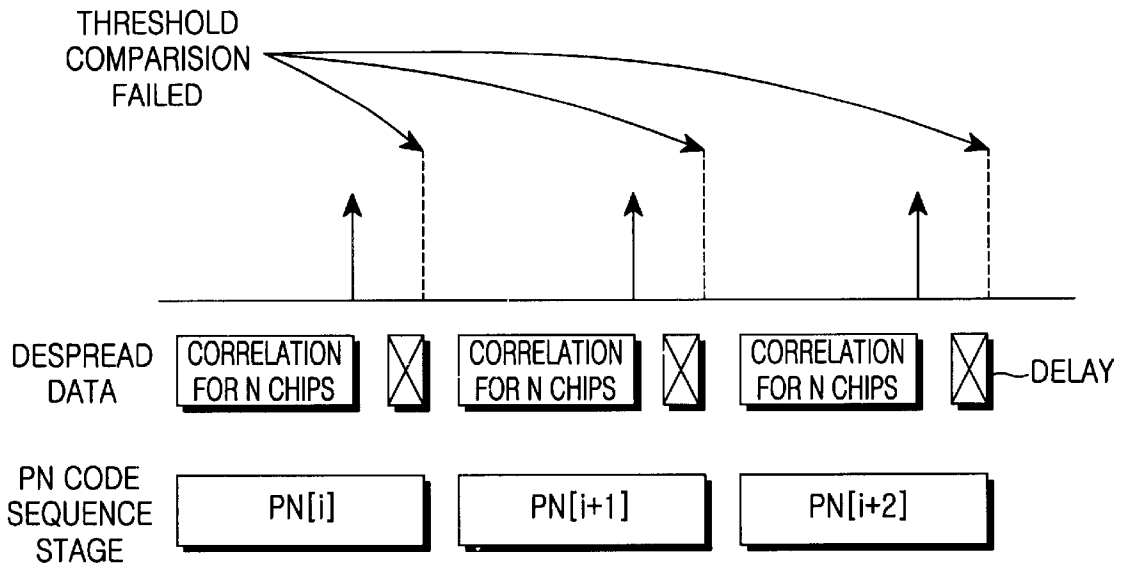 THRESHOLD
COMPARISION
FAILED
DESPREAD
DATA
CORRELATION
FOR N CHIPS
CORRELATION
FOR N CHIPS
CORRELATION
FOR N CHIPS
DELAY
PN CODE
SEQUENCE
STAGE
PN[i]
PN[i+1]
PN[i+2]